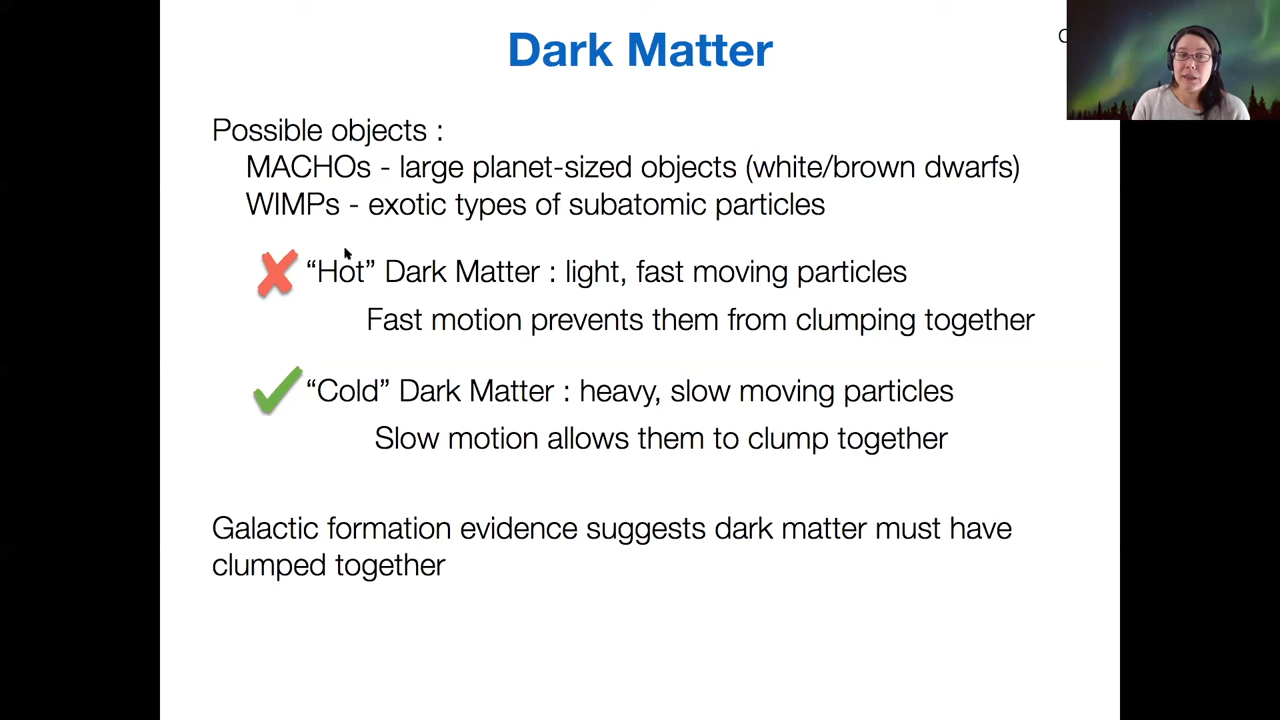 Dark Matter
Possible objects :
MACHOs - large planet-sized objects (white/brown dwarfs)
WIMPs - exotic types of subatomic particles
“Hot” Dark Matter : light, fast moving particles
Fast motion prevents them from clumping together
“Cold” Dark Matter : heavy, slow moving particles
Slow motion allows them to clump together
Galactic formation evidence suggests dark matter must have
clumped together